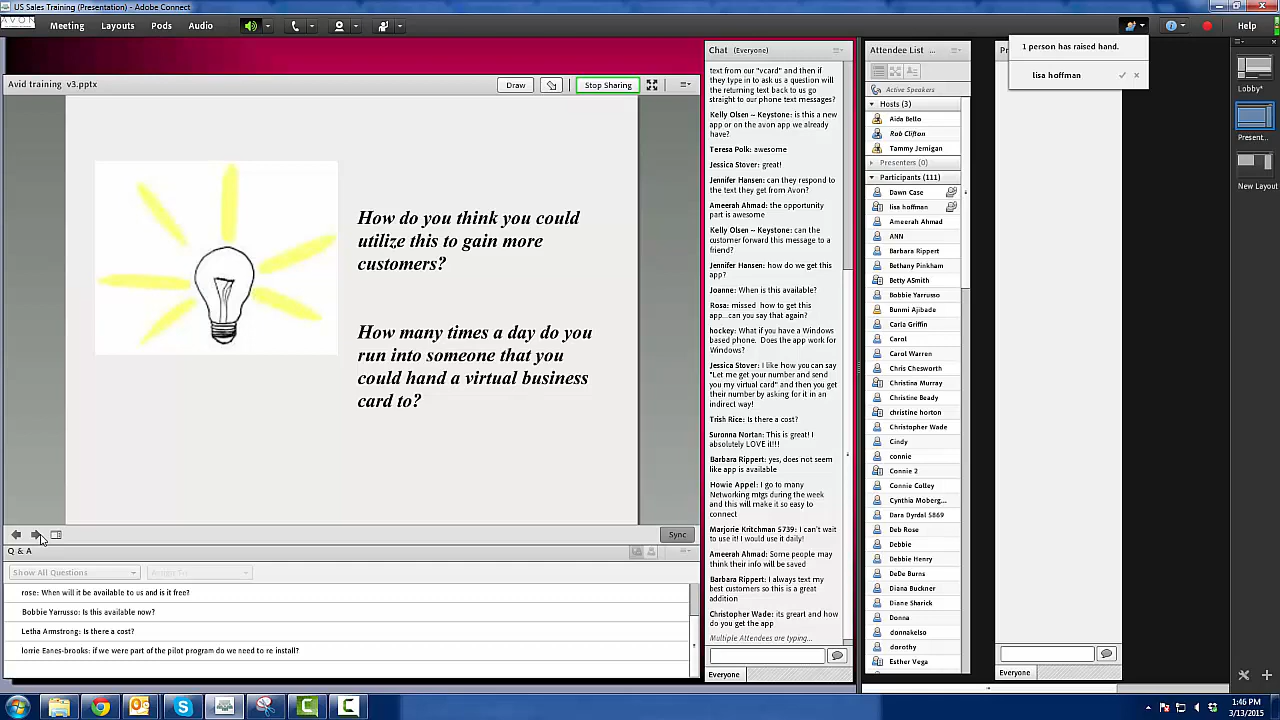 US Sales Training (Presentation) - Adobe Connect
AVON
Meeting Layouts Pods Audio
Help
1 person has raised hand.
lisa hoffman
Avid training v3.pptx
Draw
Stop Sharing
How do you think you could
utilize this to gain more
customers?
How many times a day do you
run into someone that you
could hand a virtual business
card to?
Sync
Q & A
Show All Questions
rose: When will it be available to us and is it free?
Bobbie Yarrusso: Is this available now?
Letha Armstrong: Is there a cost?
lorrie Eanes-brooks: if we were part of the pilot program do we need to re install?
Chat (Everyone)
text from our "vcard" and then if
they type in to ask us a question will
the returning text back to us go
straight to our phone text messages?
Kelly Olsen ~ Keystone: is this a new
app or on the avon app we already
have?
Teresa Polk: awesome
Jessica Stover: great!
Jennifer Hansen: can they respond to
the text they get from Avon?
Ameerah Ahmad: the opportunity
part is awesome
Kelly Olsen ~ Keystone: can the
customer forward this message to a
friend?
Jennifer Hansen: how do we get this
app?
Joanne: When is this available?
Rosa: missed how to get this
app...can you say that again?
hockey: What if you have a Windows
based phone. Does the app work for
Windows?
Jessica Stover: I like how you can say
"Let me get your number and send
you my virtual card" and then you get
their number by asking for it in an
indirect way!
Trish Rice: Is there a cost?
Suronna Nortan: This is great! I
absolutely LOVE it!!!
Barbara Rippert: yes, does not seem
like app is available
Howie Appel: I go to many
Networking mtgs during the week
and this will make it so easy to
connect
Marjorie Kritchman 5739: I can't wait
to use it! I would use it daily!
Ameerah Ahmad: Some people may
think their info will be saved
Barbara Rippert: I always text my
best customers so this is a great
addition
Christopher Wade: its greart and how
do you get the app
Multiple Attendees are typing...
Everyone
Attendee List ...
Active Speakers
Hosts (3)
Aida Bello
Rob Clifton
Tammy Jernigan
Presenters (0)
Participants (111)
Dawn Case
lisa hoffman
Ameerah Ahmad
ANN
Barbara Rippert
Bethany Pinkham
Betty ASmith
Bobbie Yarrusso
Bunmi Ajibade
Carla Griffin
Carol
Carol Warren
Chris Chesworth
Christina Murray
Christine Beady
christine horton
Christopher Wade
Cindy
connie
Connie 2
Connie Colley
Cynthia Moberg...
Dara Dyrdal 5869
Deb Rose
Debbie
Debbie Henry
DeDe Burns
Diana Buckner
Diane Sharick
Donna
donnakelso
dorothy
Esther Vega
Everyone
Lobby*
Present...
New Layout
1:46 PM
3/13/2015